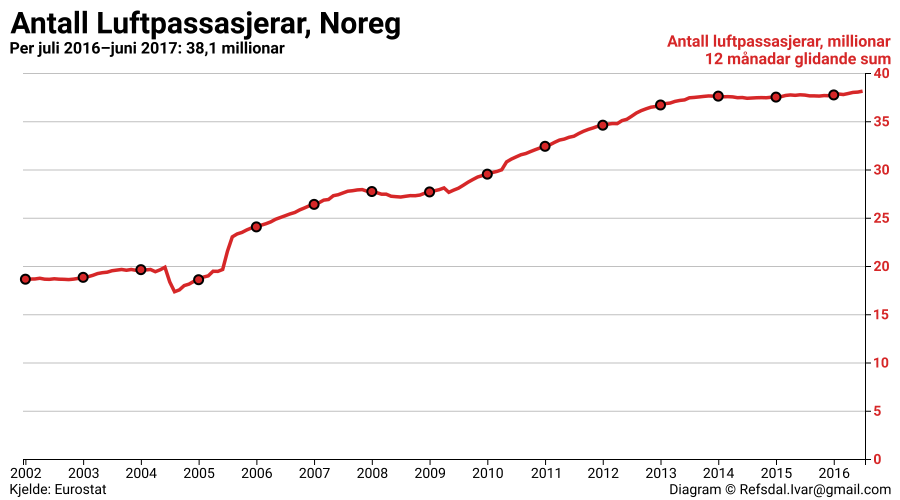 Antall Luftpassasjerar, Noreg
Per juli 2016–juni 2017: 38,1 millionar
Antall luftpassasjerar, millionar
12 månadar glidande sum
40
35
30
25
20
15
10
5
0
2002 2003 2004 2005 2006 2007 2008 2009 2010 2011 2012 2013 2014 2015 2016
Kjelde: Eurostat
Diagram © Refsdal.Ivar@gmail.com